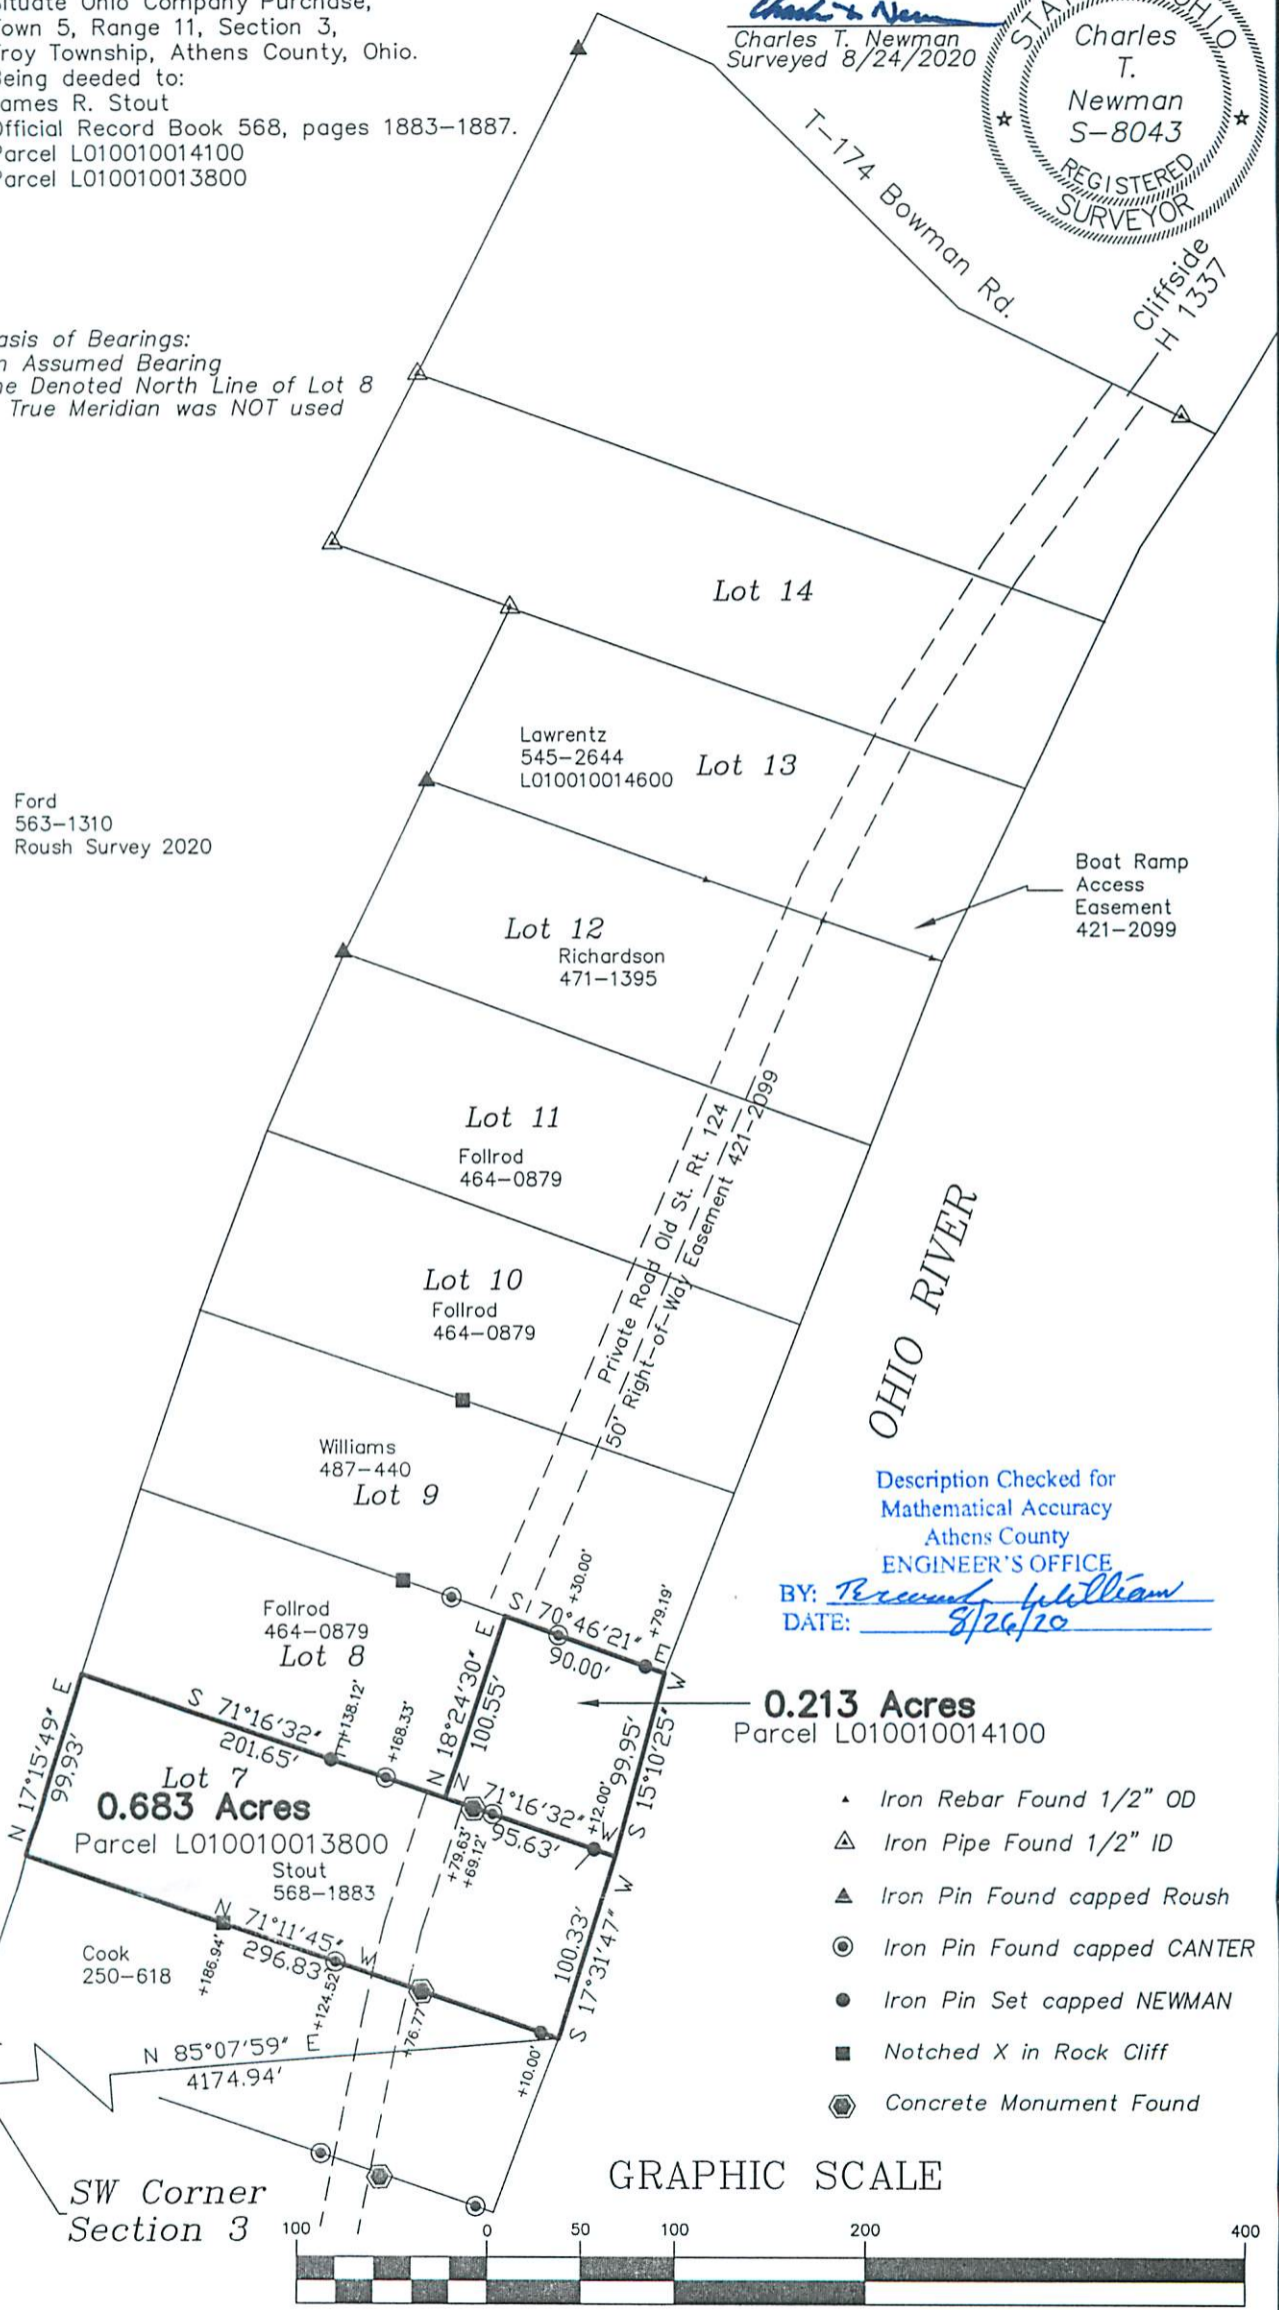 Situate Ohio Company Purchase,
Town 5, Range 11, Section 3,
Troy Township, Athens County, Ohio.
Being deeded to:
James R. Stout
Official Record Book 568, pages 1883-1887.
Parcel L010010014100
Parcel L010010013800
Charles T. Newman
Surveyed 8/24/2020
Charles
T.
Newman
S-8043
REGISTERED
SURVEYOR
T-174 Bowman Rd.
Cliffside
H 1337
Basis of Bearings:
An Assumed Bearing
the Denoted North Line of Lot 8
True Meridian was NOT used
Lot 14
Lawrentz
545-2644
L010010014600
Lot 13
Ford
563-1310
Roush Survey 2020
Boat Ramp
Access
Easement
421-2099
Lot 12
Richardson
471-1395
Lot 11
Follrod
464-0879
Private Road Old St. Rt. 124
50' Right-of-Way Easement 421-2099
Lot 10
Follrod
464-0879
OHIO RIVER
Williams
487-440
Lot 9
Description Checked for
Mathematical Accuracy
Athens County
ENGINEER'S OFFICE
BY:
DATE: 8/26/20
Follrod
464-0879
Lot 8
S 70°46'21" E
90.00'
+30.00'
+79.19'
N 18°24'30" E
100.55'
S 15°10'25" W
99.95'
0.213 Acres
Parcel L010010014100
S 71°16'32" E
201.65'
+138.12'
+168.33'
N 17°15'49" E
99.93'
N 71°16'32" W
95.63'
+12.00'
+79.63'
+69.12'
Lot 7
0.683 Acres
Parcel L010010013800
Stout
568-1883
N 71°11'45" W
296.83'
+186.94'
+124.52'
+76.77'
+10.00'
S 17°31'47" W
100.33'
Cook
250-618
N 85°07'59" E
4174.94'
SW Corner
Section 3
Iron Rebar Found 1/2" OD
Iron Pipe Found 1/2" ID
Iron Pin Found capped Roush
Iron Pin Found capped CANTER
Iron Pin Set capped NEWMAN
Notched X in Rock Cliff
Concrete Monument Found
GRAPHIC SCALE
100 0 50 100 200 400